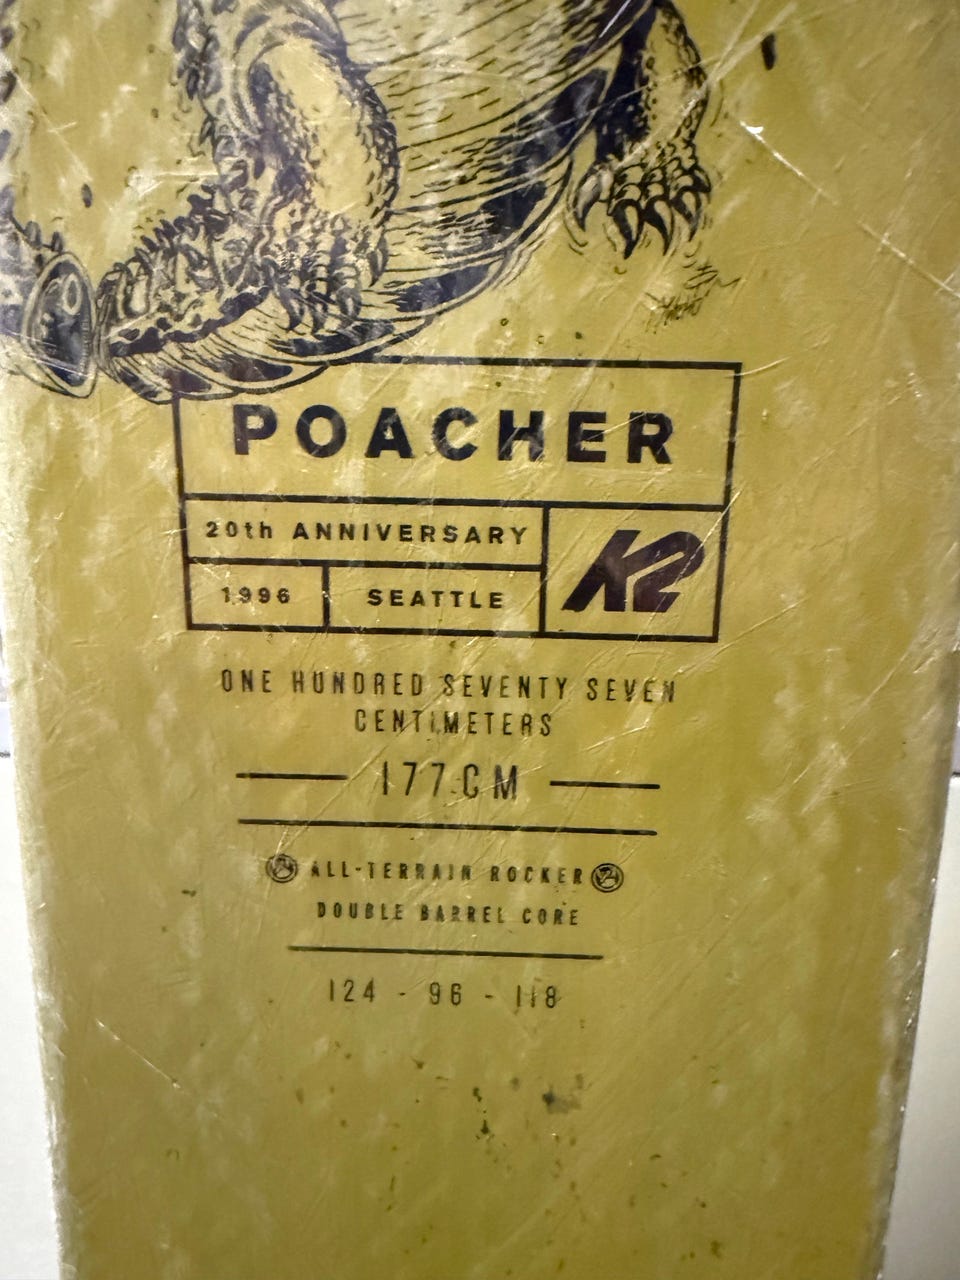 POACHER
20th ANNIVERSARY
K2
1996
SEATTLE
ONE HUNDRED SEVENTY SEVEN
CENTIMETERS
177CM
ALL-TERRAIN ROCKER
DOUBLE BARREL CORE
124 - 96 - 118